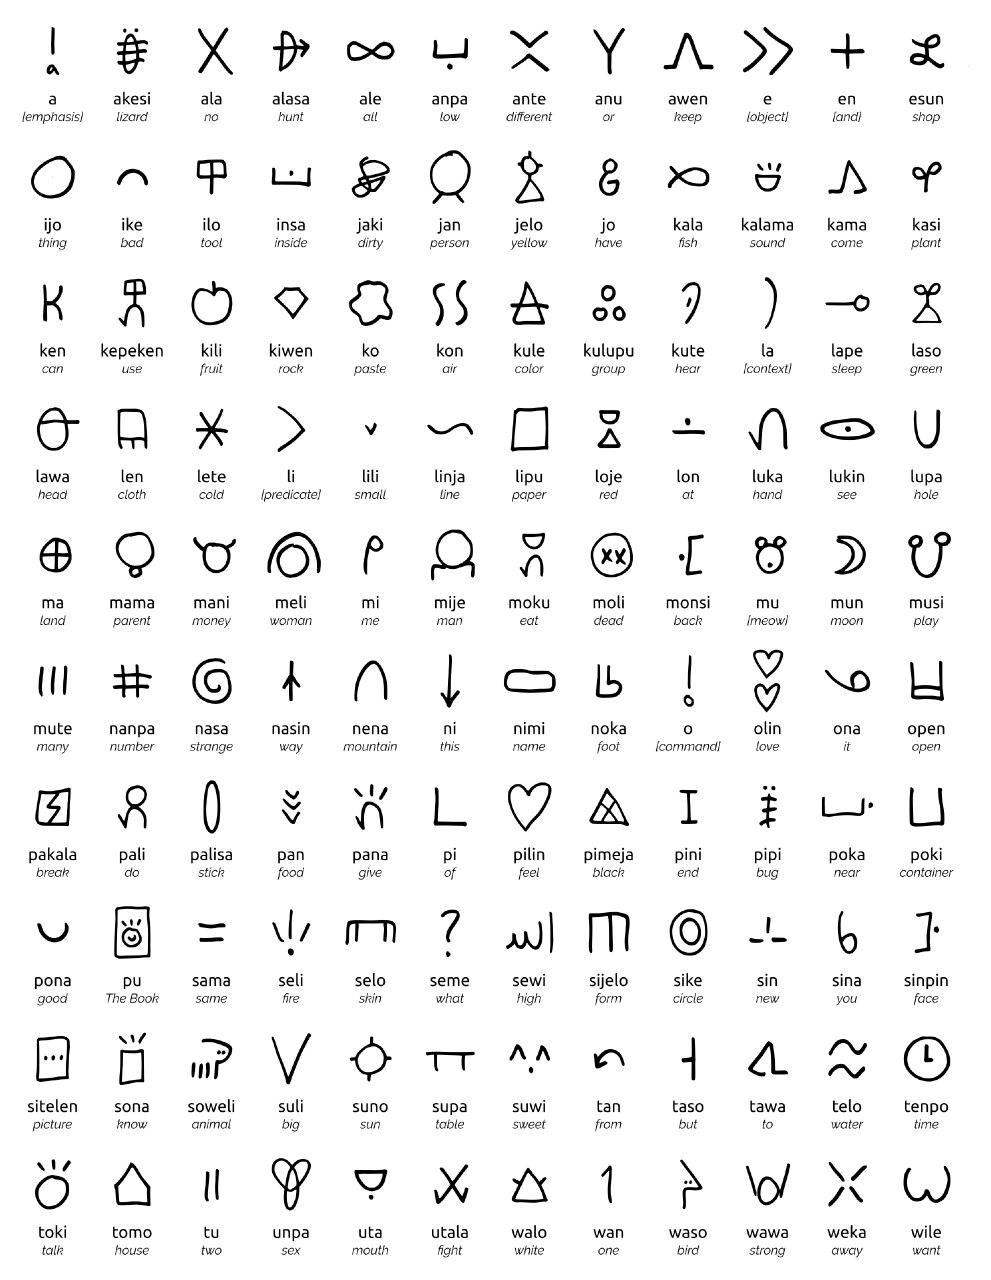 a akesi ala alasa ale anpa ante anu awen e en esun
[emphasis] lizard no hunt all low different or keep [object] [and] shop
ijo ike ilo insa jaki jan jelo jo kala kalama kama kasi
thing bad tool inside dirty person yellow have fish sound come plant
ken kepeken kili kiwen ko kon kule kulupu kute la lape laso
can use fruit rock paste air color group hear [context] sleep green
lawa len lete li lili linja lipu loje lon luka lukin lupa
head cloth cold [predicate] small line paper red at hand see hole
ma mama mani meli mi mije moku moli monsi mu mun musi
land parent money woman me man eat dead back [meow] moon play
mute nanpa nasa nasin nena ni nimi noka o olin ona open
many number strange way mountain this name foot [command] love it open
pakala pali palisa pan pana pi pilin pimeja pini pipi poka poki
break do stick food give of feel black end bug near container
pona pu sama seli selo seme sewi sijelo sike sin sina sinpin
good The Book same fire skin what high form circle new you face
sitelen sona soweli suli suno supa suwi tan taso tawa telo tenpo
picture know animal big sun table sweet from but to water time
toki tomo tu unpa uta utala walo wan waso wawa weka wile
talk house two sex mouth fight white one bird strong away want